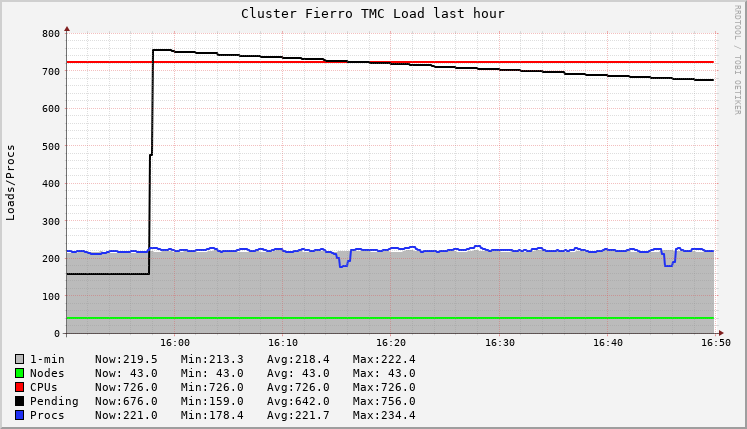 Cluster Fierro TMC Load last hour
RRDTOOL / TOBI OETIKER
Loads/Procs
800
700
600
500
400
300
200
100
0
16:00 16:10 16:20 16:30 16:40 16:50
1-min Now:219.5 Min:213.3 Avg:218.4 Max:222.4
Nodes Now: 43.0 Min: 43.0 Avg: 43.0 Max: 43.0
CPUs Now:726.0 Min:726.0 Avg:726.0 Max:726.0
Pending Now:676.0 Min:159.0 Avg:642.0 Max:756.0
Procs Now:221.0 Min:178.4 Avg:221.7 Max:234.4